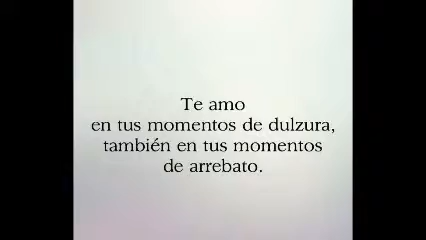 Te amo
en tus momentos de dulzura,
también en tus momentos
de arrebato.